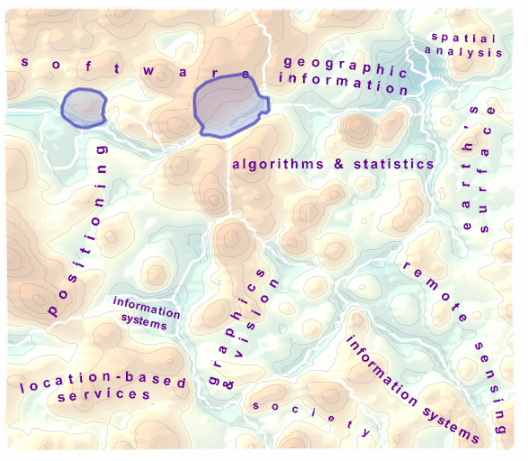 software
geographic
information
spatial
analysis
algorithms & statistics
earth's
surface
positioning
information
systems
graphics
& vision
remote sensing
location-based
services
information systems
society